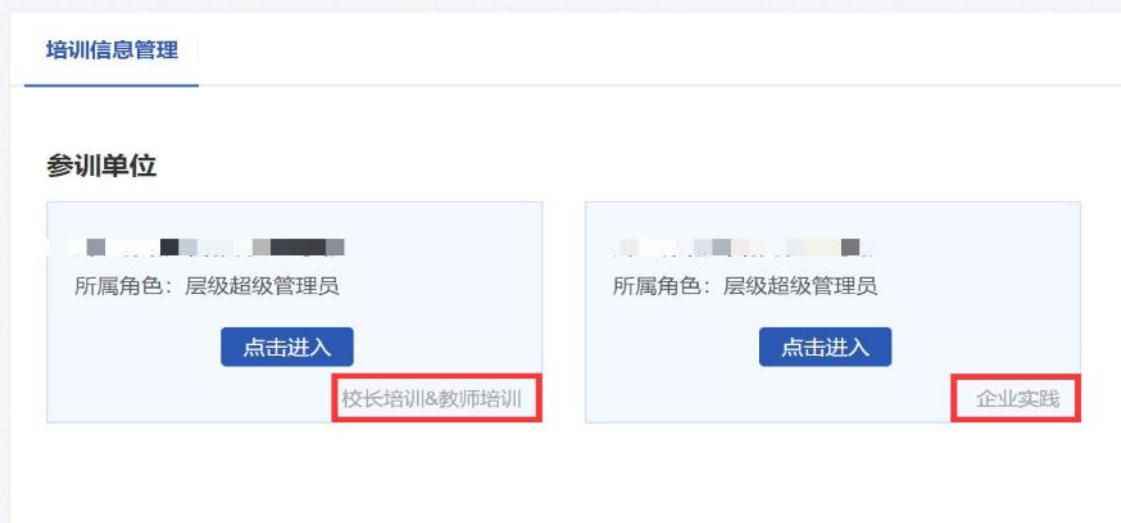 培训信息管理
参训单位
所属角色：层级超级管理员
点击进入
校长培训&教师培训
所属角色：层级超级管理员
点击进入
企业实践